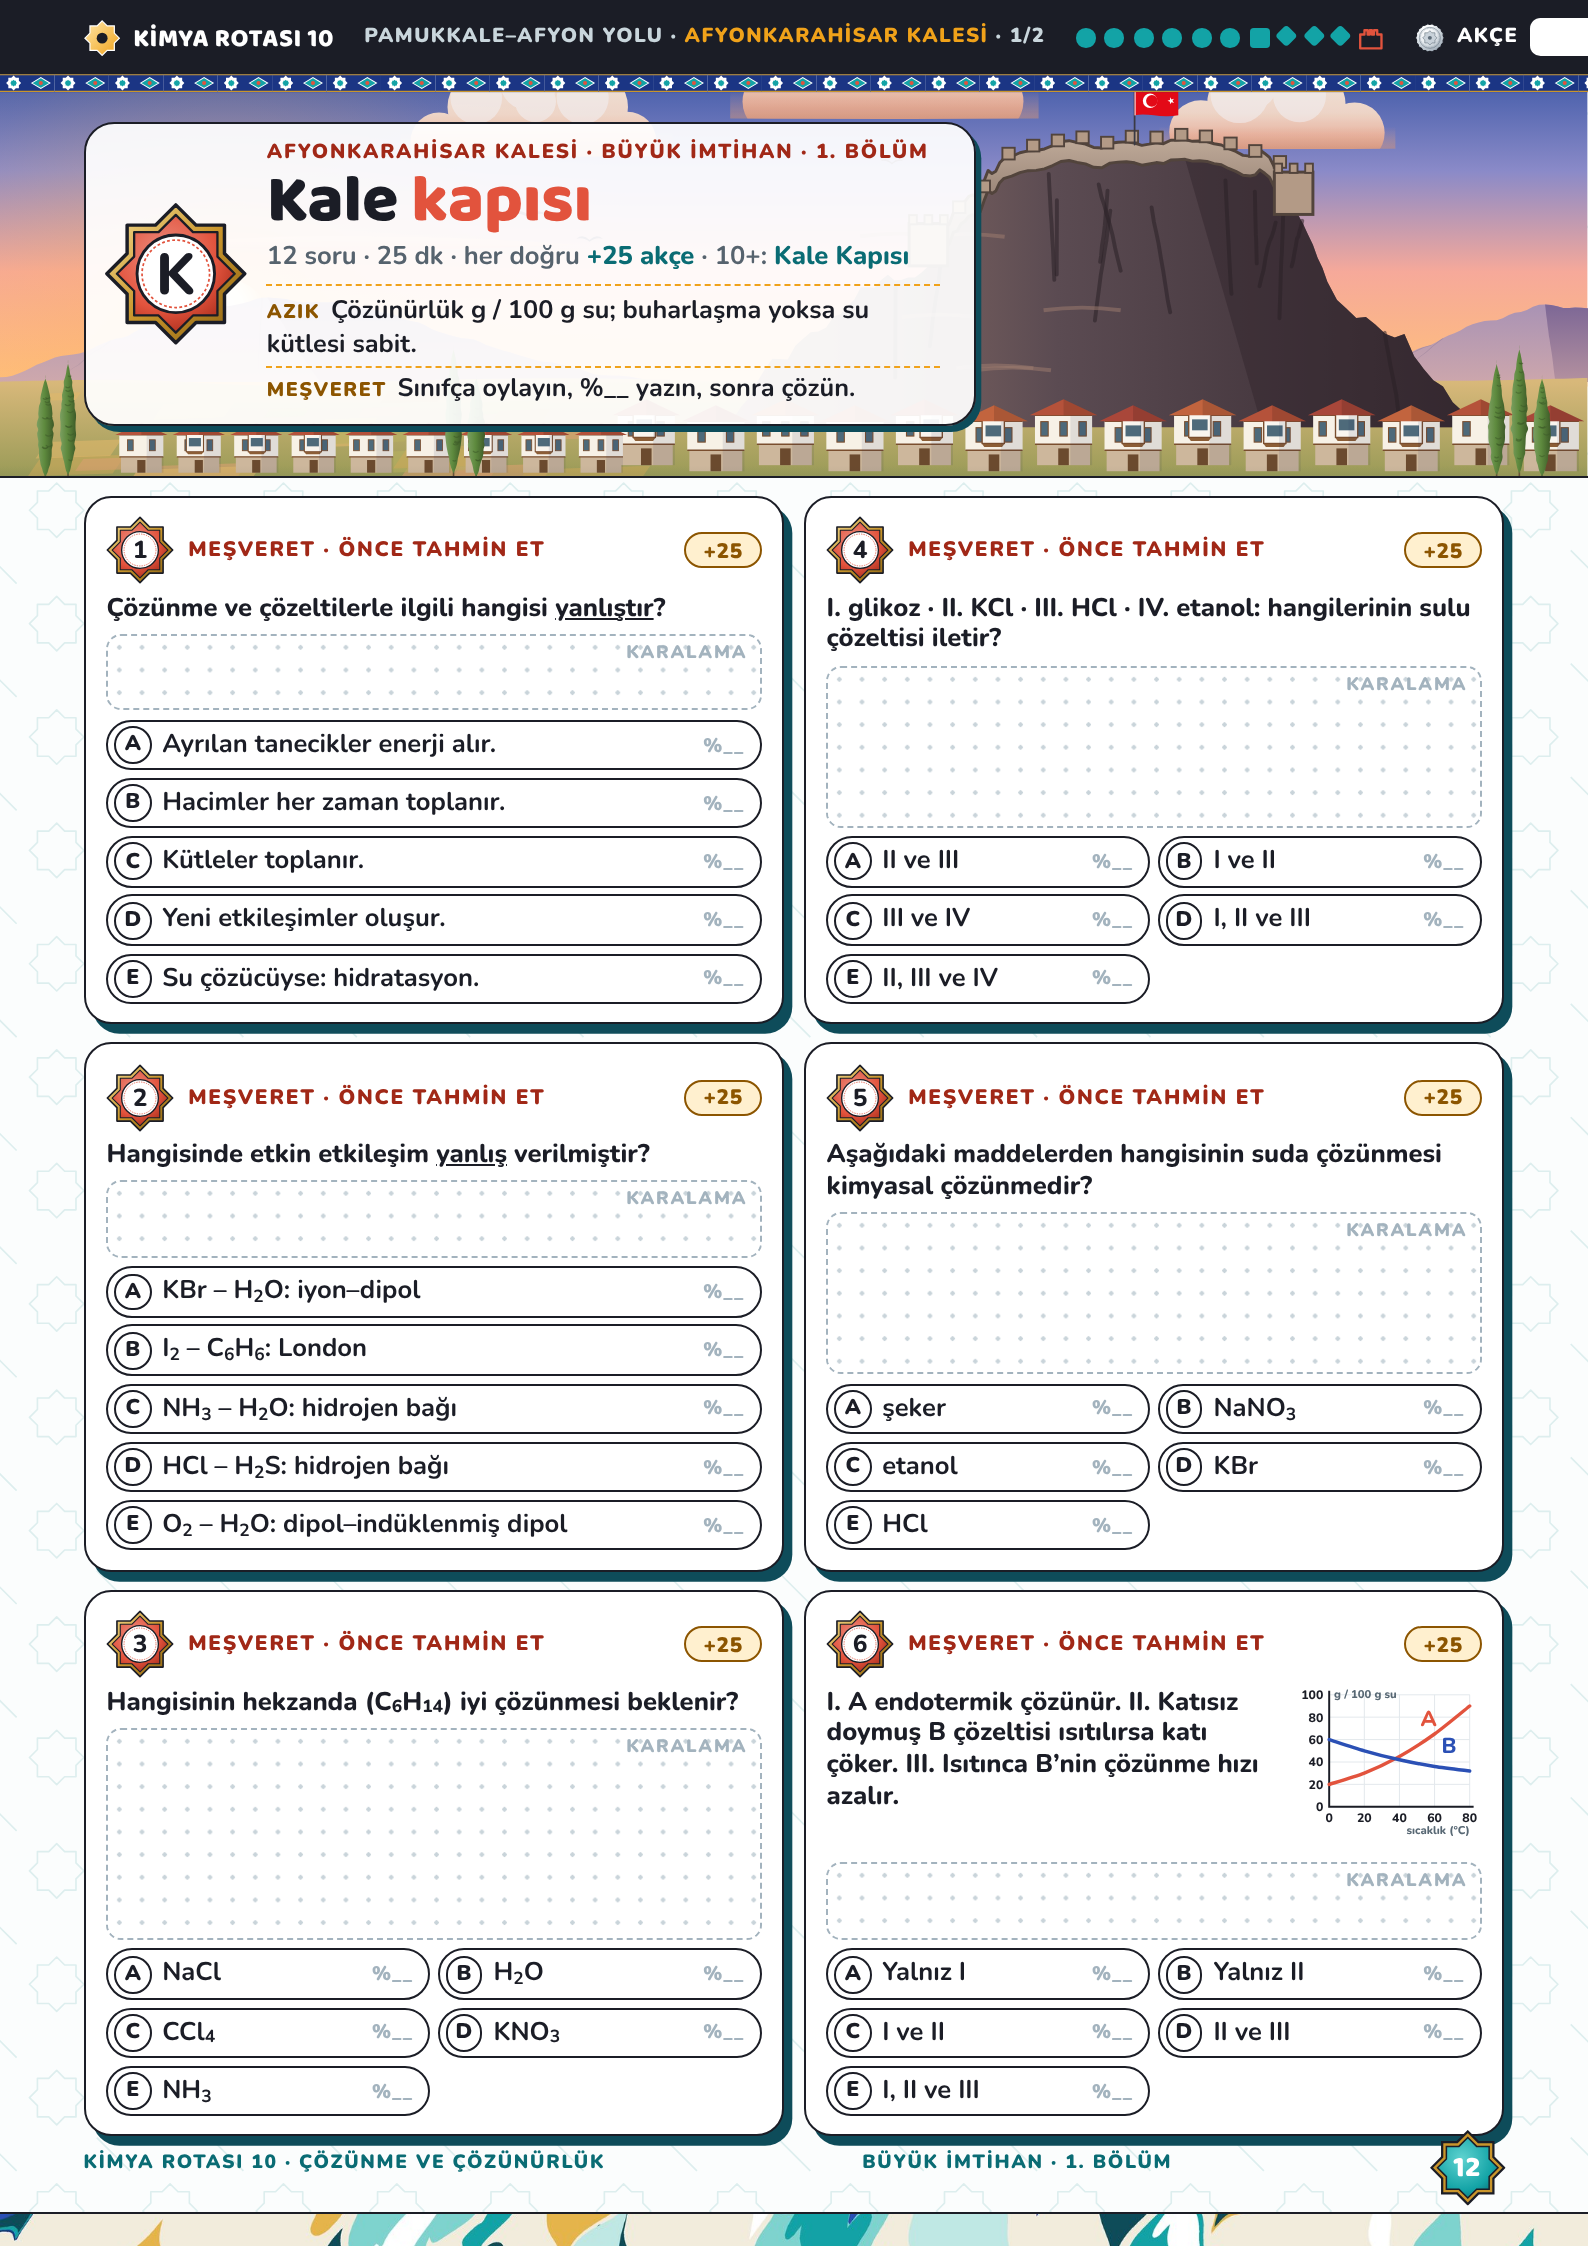 KİMYA ROTASI 10 PAMUKKALE–AFYON YOLU · AFYONKARAHİSAR KALESİ · 1/2 AKÇE
AFYONKARAHİSAR KALESİ · BÜYÜK İMTİHAN · 1. BÖLÜM
K
Kale kapısı
12 soru · 25 dk · her doğru +25 akçe · 10+: Kale Kapısı
AZIK Çözünürlük g / 100 g su; buharlaşma yoksa su
kütlesi sabit.
MEŞVERET Sınıfça oylayın, %__ yazın, sonra çözün.
1 MEŞVERET · ÖNCE TAHMİN ET +25
Çözünme ve çözeltilerle ilgili hangisi yanlıştır?
KARALAMA
A Ayrılan tanecikler enerji alır. %__
B Hacimler her zaman toplanır. %__
C Kütleler toplanır. %__
D Yeni etkileşimler oluşur. %__
E Su çözücüyse: hidratasyon. %__
2 MEŞVERET · ÖNCE TAHMİN ET +25
Hangisinde etkin etkileşim yanlış verilmiştir?
KARALAMA
A KBr – H₂O: iyon–dipol %__
B I₂ – C₆H₆: London %__
C NH₃ – H₂O: hidrojen bağı %__
D HCl – H₂S: hidrojen bağı %__
E O₂ – H₂O: dipol–indüklenmiş dipol %__
3 MEŞVERET · ÖNCE TAHMİN ET +25
Hangisinin hekzanda (C₆H₁₄) iyi çözünmesi beklenir?
KARALAMA
A NaCl %__ B H₂O %__
C CCl₄ %__ D KNO₃ %__
E NH₃ %__
4 MEŞVERET · ÖNCE TAHMİN ET +25
I. glikoz · II. KCl · III. HCl · IV. etanol: hangilerinin sulu
çözeltisi iletir?
KARALAMA
A II ve III %__ B I ve II %__
C III ve IV %__ D I, II ve III %__
E II, III ve IV %__
5 MEŞVERET · ÖNCE TAHMİN ET +25
Aşağıdaki maddelerden hangisinin suda çözünmesi
kimyasal çözünmedir?
KARALAMA
A şeker %__ B NaNO₃ %__
C etanol %__ D KBr %__
E HCl %__
6 MEŞVERET · ÖNCE TAHMİN ET +25
I. A endotermik çözünür. II. Katısız
doymuş B çözeltisi ısıtılırsa katı
çöker. III. Isıtınca B’nin çözünme hızı
azalır.
100 g / 100 g su
80
A
60
B
40
20
0
0 20 40 60 80
sıcaklık (°C)
KARALAMA
A Yalnız I %__ B Yalnız II %__
C I ve II %__ D II ve III %__
E I, II ve III %__
KİMYA ROTASI 10 · ÇÖZÜNME VE ÇÖZÜNÜRLÜK BÜYÜK İMTİHAN · 1. BÖLÜM 12